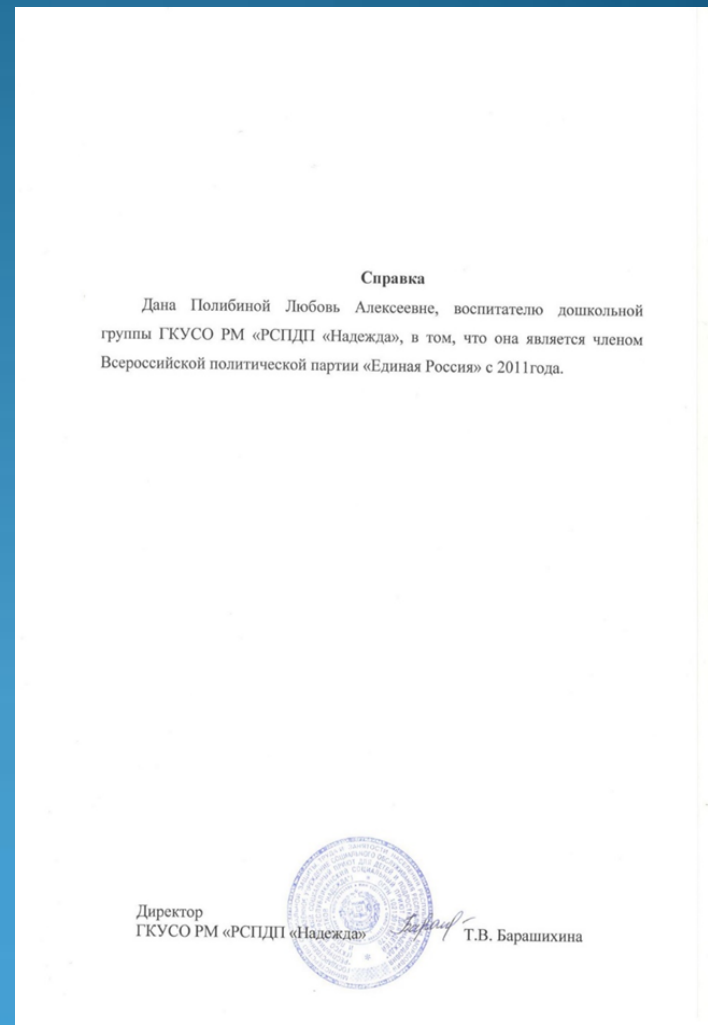 Справка
Дана Полибиной Любовь Алексеевне, воспитателю дошкольной
группы ГКУСО РМ «РСПДП «Надежда», в том, что она является членом
Всероссийской политической партии «Единая Россия» с 2011года.
Директор
ГКУСО РМ «РСПДП «Надежда»
Т.В. Барашихина